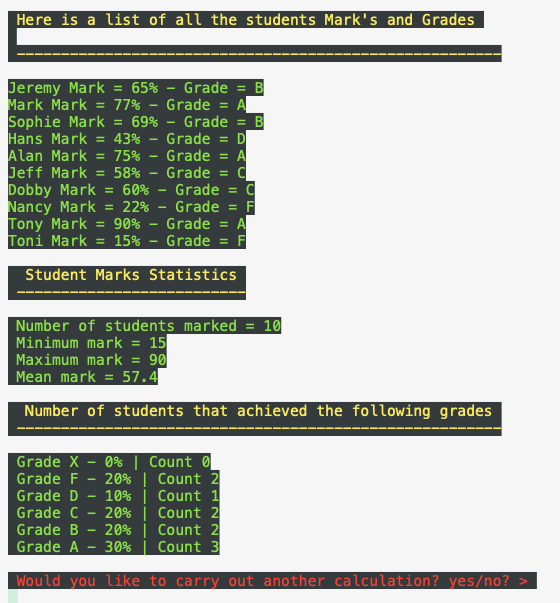 Here is a list of all the students Mark's and Grades
----------------------------------------------------
Jeremy Mark = 65% - Grade = B
Mark Mark = 77% - Grade = A
Sophie Mark = 69% - Grade = B
Hans Mark = 43% - Grade = D
Alan Mark = 75% - Grade = A
Jeff Mark = 58% - Grade = C
Dobby Mark = 60% - Grade = C
Nancy Mark = 22% - Grade = F
Tony Mark = 90% - Grade = A
Toni Mark = 15% - Grade = F
Student Marks Statistics
--------------------------
Number of students marked = 10
Minimum mark = 15
Maximum mark = 90
Mean mark = 57.4
Number of students that achieved the following grades
-------------------------------------------------------
Grade X - 0% | Count 0
Grade F - 20% | Count 2
Grade D - 10% | Count 1
Grade C - 20% | Count 2
Grade B - 20% | Count 2
Grade A - 30% | Count 3
Would you like to carry out another calculation? yes/no? >